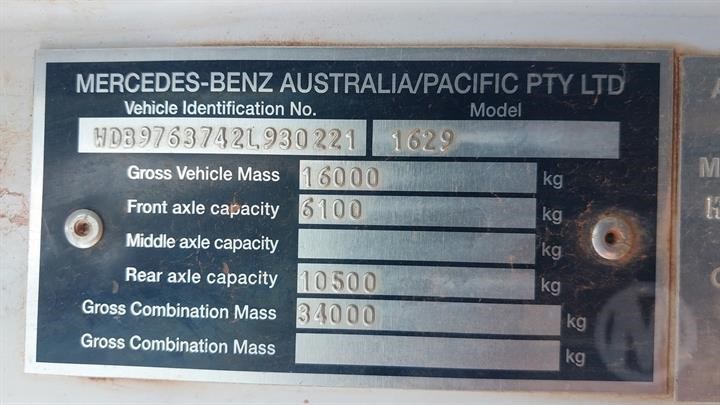 MERCEDES-BENZ AUSTRALIA/PACIFIC PTY LTD
Vehicle Identification No. Model
WDB9763742L930221 1629
Gross Vehicle Mass 16000 kg
Front axle capacity 6100 kg
Middle axle capacity kg
Rear axle capacity 10500 kg
Gross Combination Mass 34000 kg
Gross Combination Mass kg